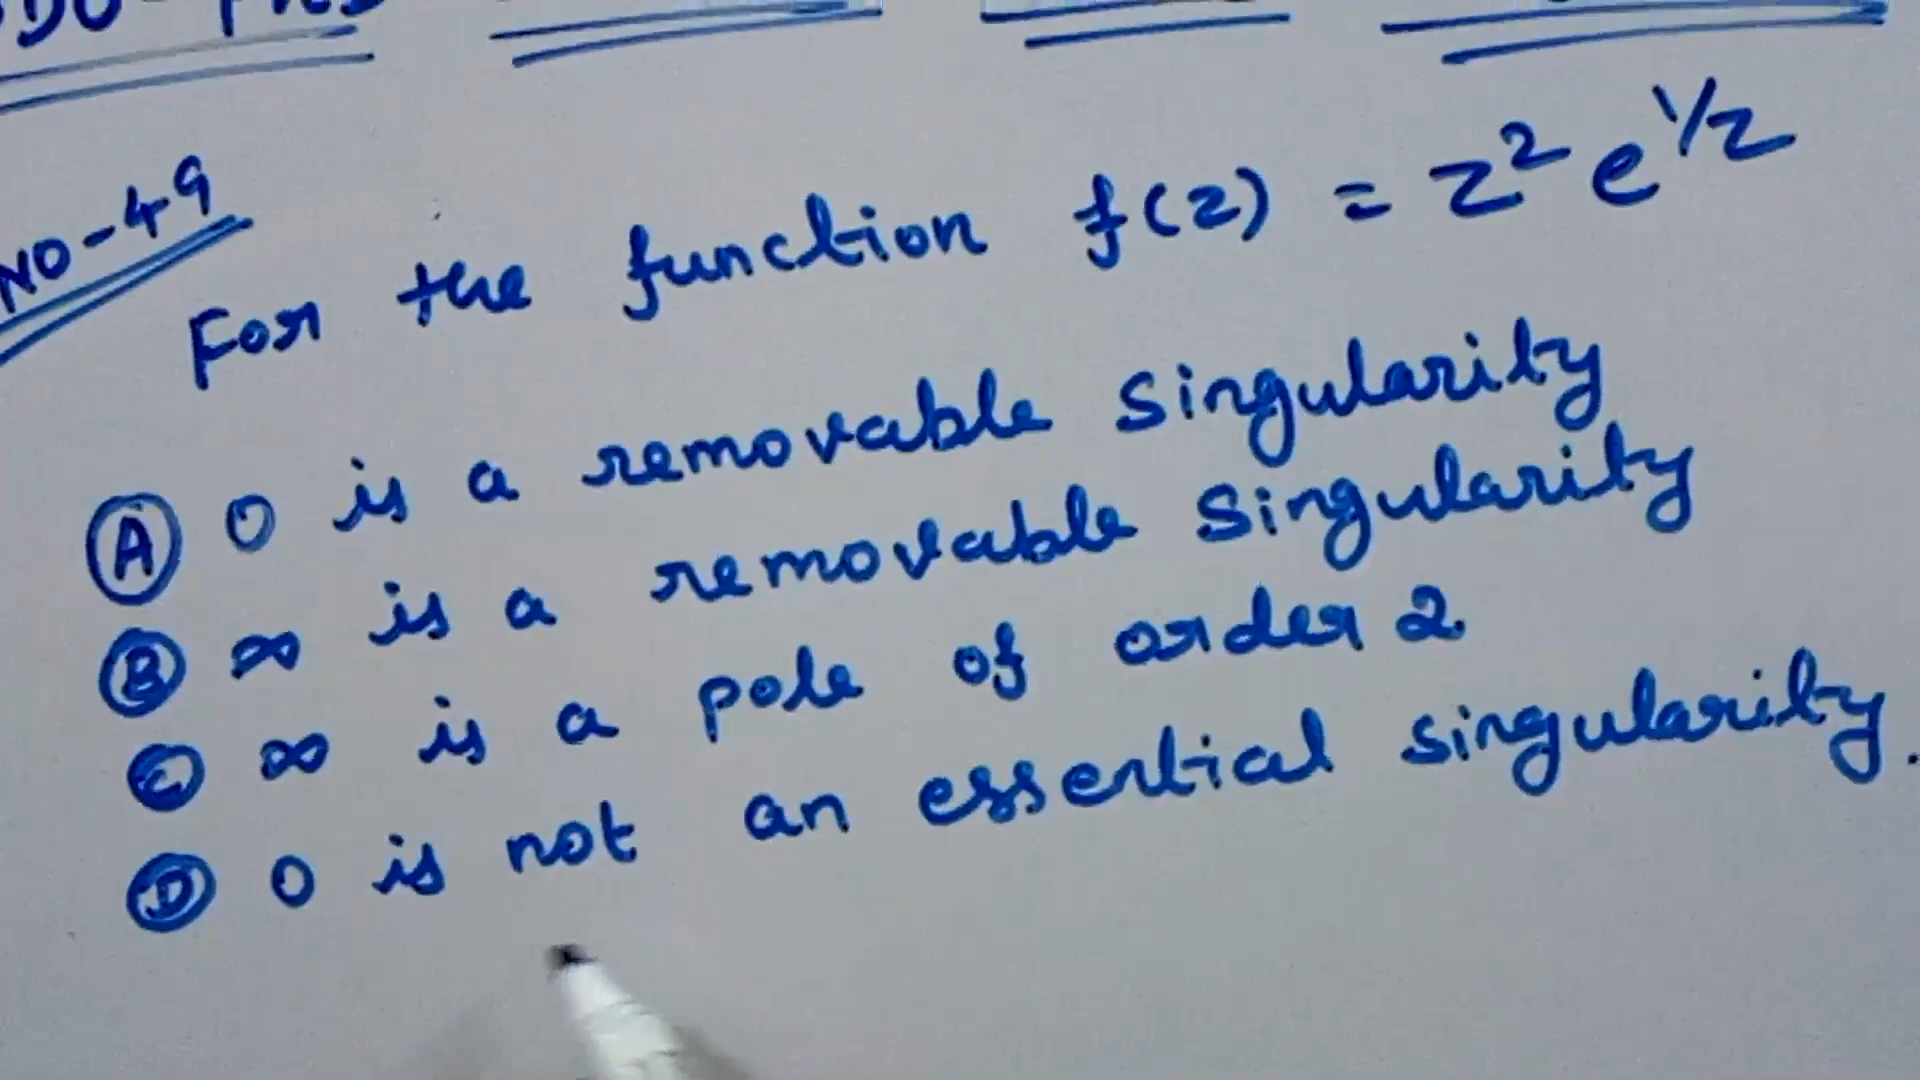 NO-49
For the function f(z) = z² e^1/z
(A) 0 is a removable singularity
(B) ∞ is a removable singularity
(C) ∞ is a pole of order 2
(D) 0 is not an essential singularity.